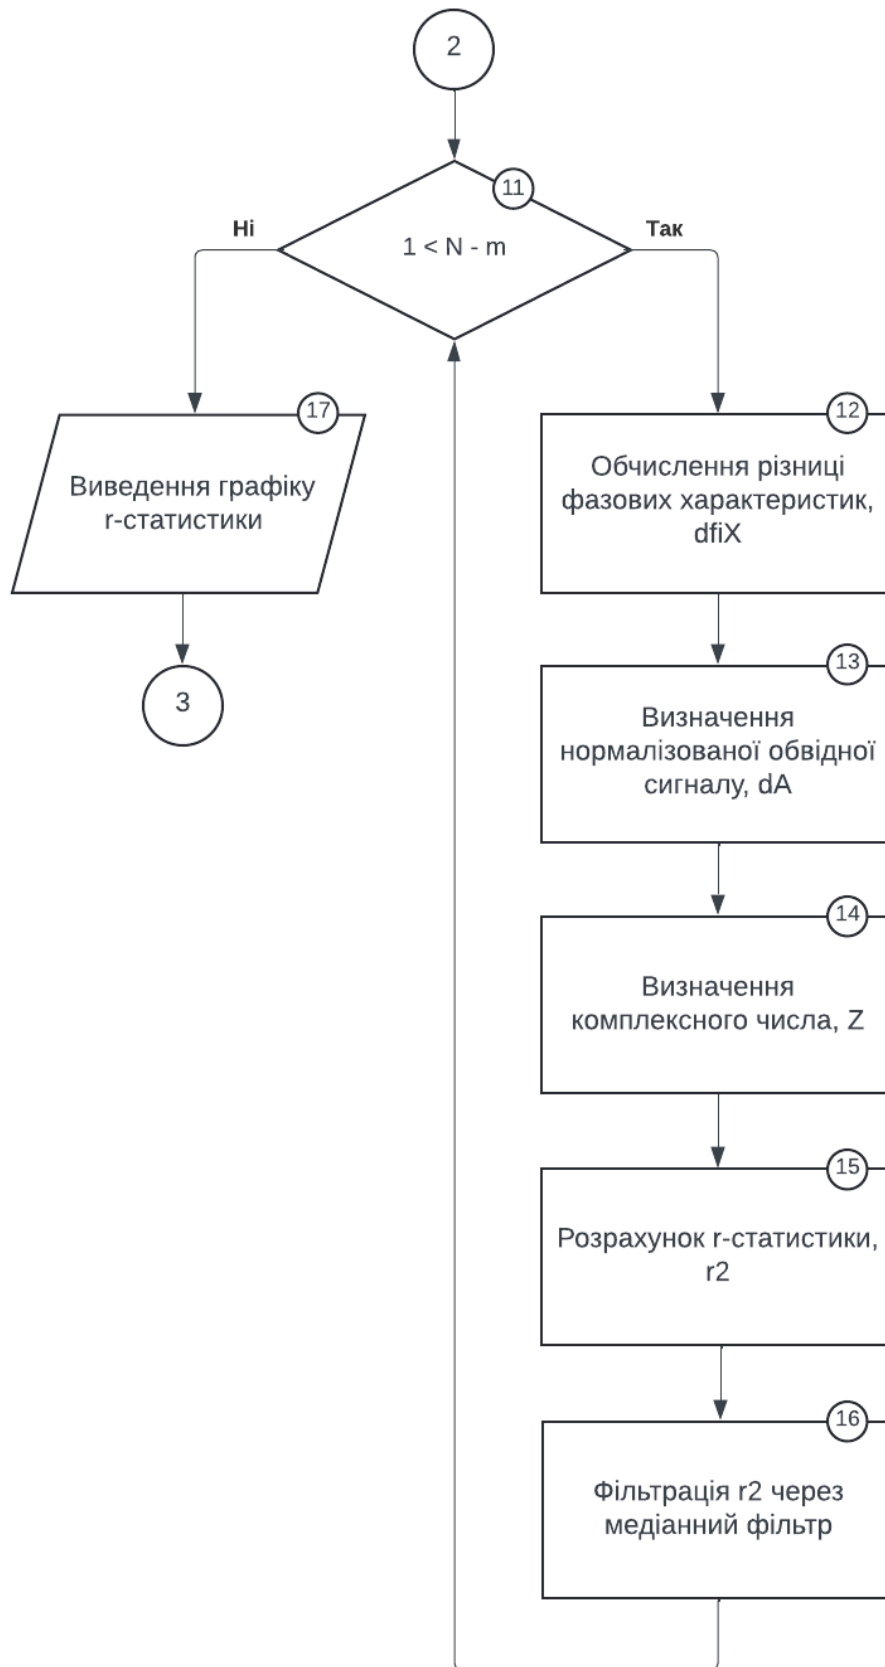 2
11
1 < N - m
Ні
Так
17
Виведення графіку
r-статистики
3
12
Обчислення різниці
фазових характеристик,
dfiX
13
Визначення
нормалізованої обвідної
сигналу, dA
14
Визначення
комплексного числа, Z
15
Розрахунок r-статистики,
r2
16
Фільтрація r2 через
медіанний фільтр